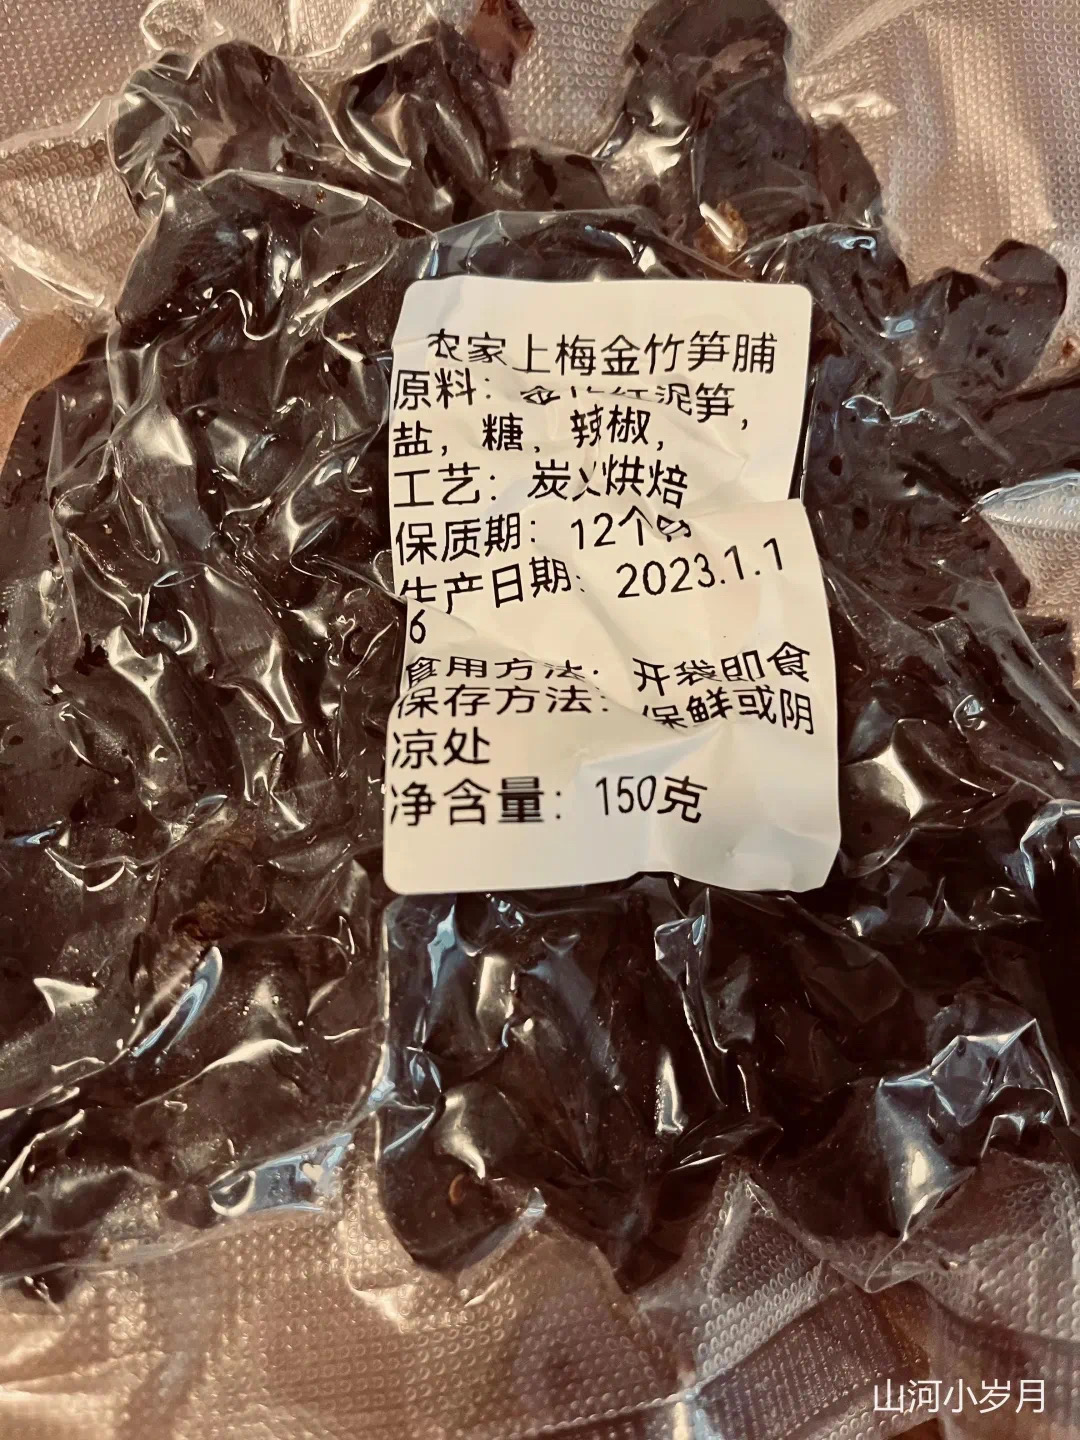 农家上梅金竹笋脯
原料：金竹红泥笋，
盐，糖，辣椒，
工艺：炭火烘焙
保质期：12个
生产日期：2023.1.1
6
食用方法：开袋即食
保存方法：保鲜或阴
凉处
净含量：150克
山河小岁月